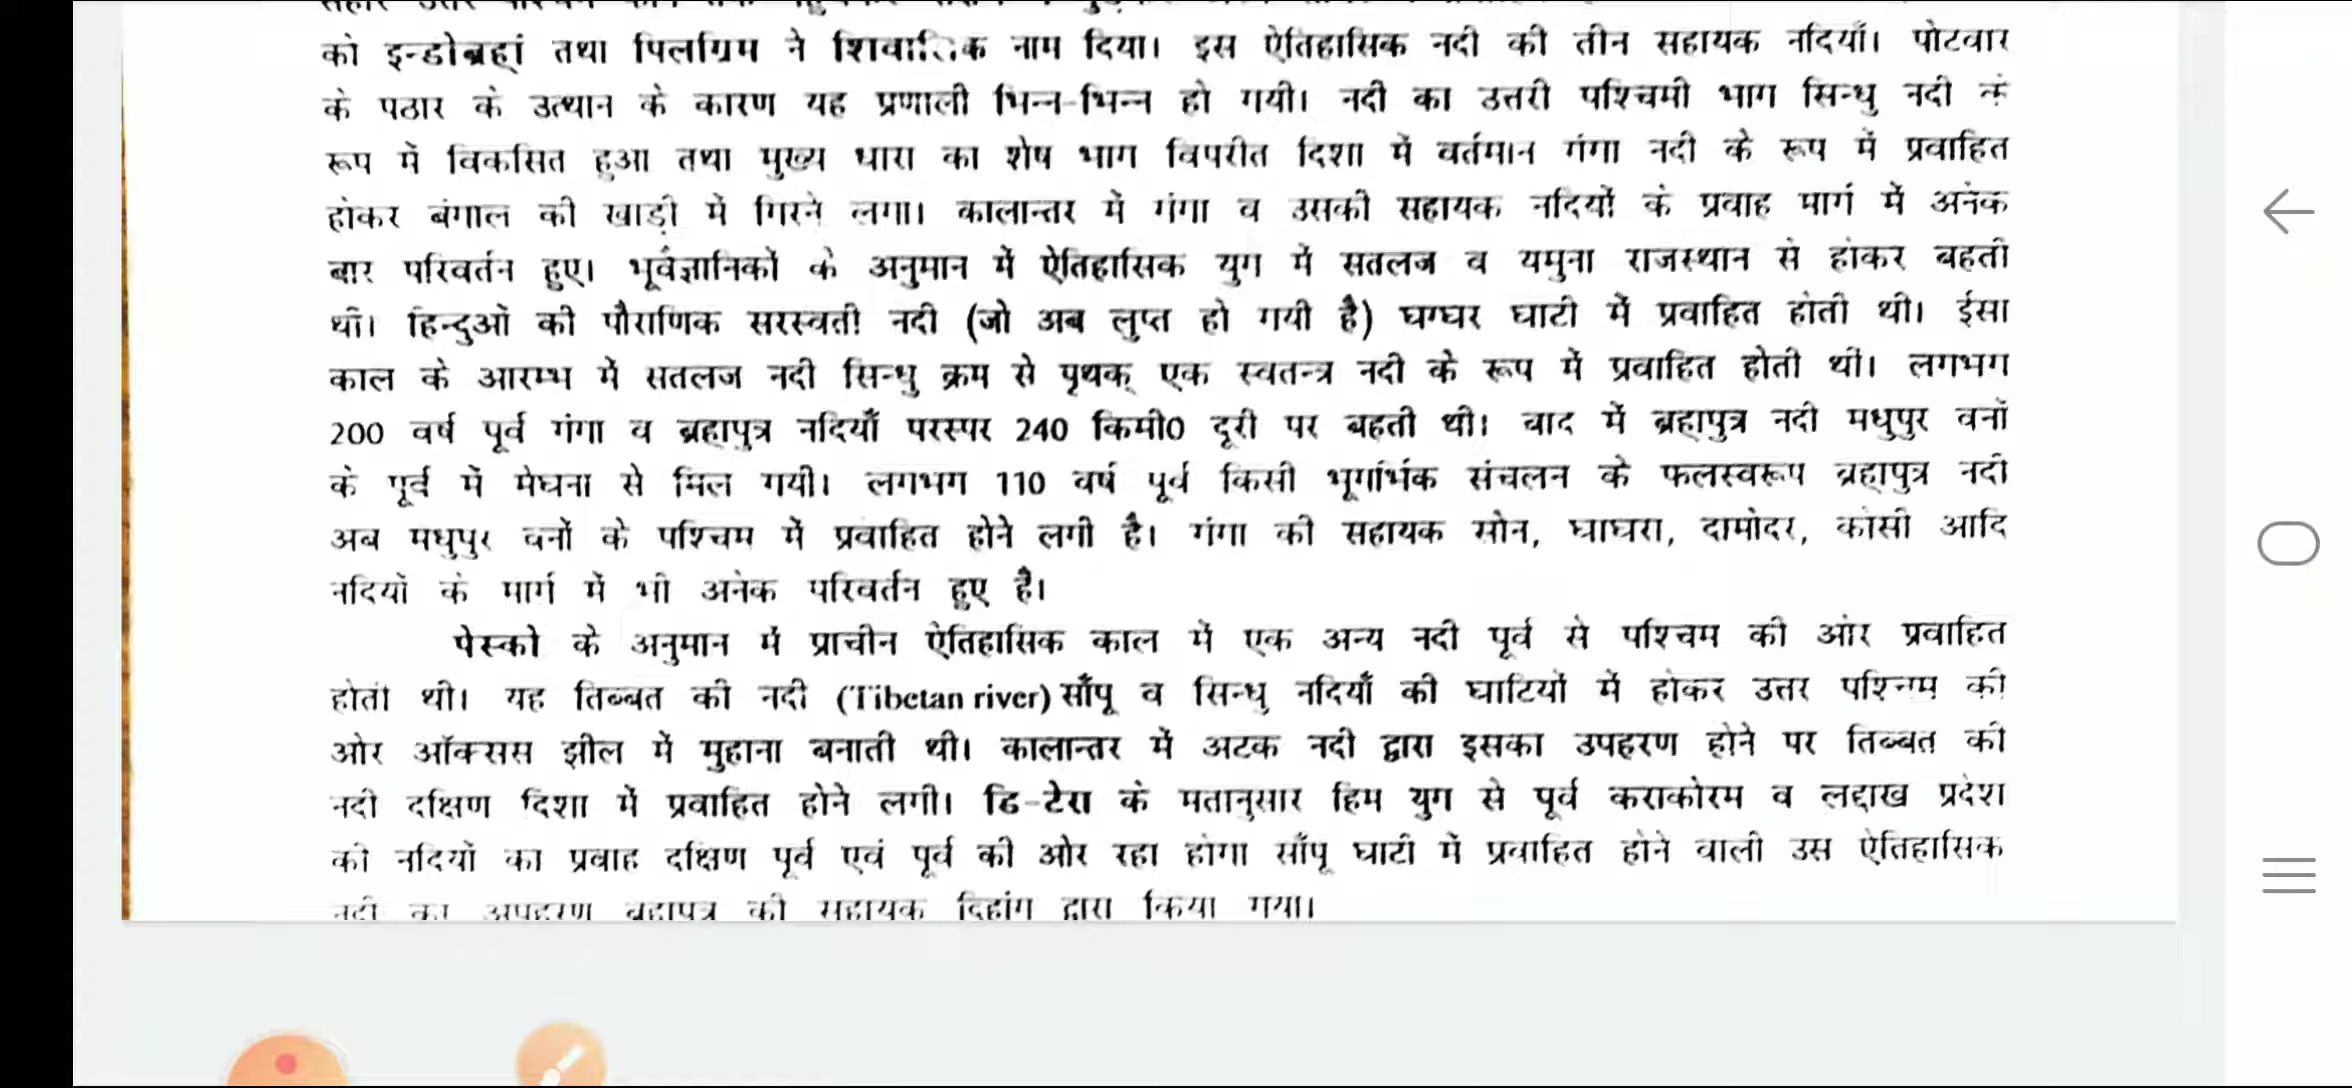 को इन्डोब्रह्मं तथा पिलग्रिम ने शिवालिक नाम दिया। इस ऐतिहासिक नदी की तीन सहायक नदियाँ। पोटवार
के पठार के उत्थान के कारण यह प्रणाली भिन्न-भिन्न हो गयी। नदी का उत्तरी पश्चिमी भाग सिन्धु नदी के
रूप में विकसित हुआ तथा मुख्य धारा का शेष भाग विपरीत दिशा में वर्तमान गंगा नदी के रूप में प्रवाहित
होकर बंगाल की खाड़ी में गिरने लगा। कालान्तर में गंगा व उसकी सहायक नदियों के प्रवाह मार्ग में अनेक
बार परिवर्तन हुए। भूवैज्ञानिकों के अनुमान में ऐतिहासिक युग में सतलज व यमुना राजस्थान से होकर बहती
थी। हिन्दुओं की पौराणिक सरस्वती नदी (जो अब लुप्त हो गयी है) घग्घर घाटी में प्रवाहित होती थी। ईसा
काल के आरम्भ में सतलज नदी सिन्धु क्रम से पृथक् एक स्वतन्त्र नदी के रूप में प्रवाहित होती थी। लगभग
200 वर्ष पूर्व गंगा व ब्रहापुत्र नदियाँ परस्पर 240 किमी0 दूरी पर बहती थी। बाद में ब्रहापुत्र नदी मधुपुर वनों
के पूर्व में मेघना से मिल गयी। लगभग 110 वर्ष पूर्व किसी भूगर्भिक संचलन के फलस्वरूप ब्रहापुत्र नदी
अब मधुपुर वनों के पश्चिम में प्रवाहित होने लगी है। गंगा की सहायक सोन, घाघरा, दामोदर, कोसी आदि
नदियों के मार्ग में भी अनेक परिवर्तन हुए है।
पेस्को के अनुमान में प्राचीन ऐतिहासिक काल में एक अन्य नदी पूर्व से पश्चिम की ओर प्रवाहित
होती थी। यह तिब्बत की नदी (Tibetan river) साँपू व सिन्धु नदियाँ की घाटियों में होकर उत्तर पश्चिम की
ओर ऑक्सस झील में मुहाना बनाती थी। कालान्तर में अटक नदी द्वारा इसका उपहरण होने पर तिब्बत की
नदी दक्षिण दिशा में प्रवाहित होने लगी। डि-टेरा के मतानुसार हिम युग से पूर्व कराकोरम व लद्दाख प्रदेश
की नदियों का प्रवाह दक्षिण पूर्व एवं पूर्व की ओर रहा होगा साँपू घाटी में प्रवाहित होने वाली उस ऐतिहासिक
नदी का अपहरण ब्रहापुत्र की सहायक दिहांग द्वारा किया गया।